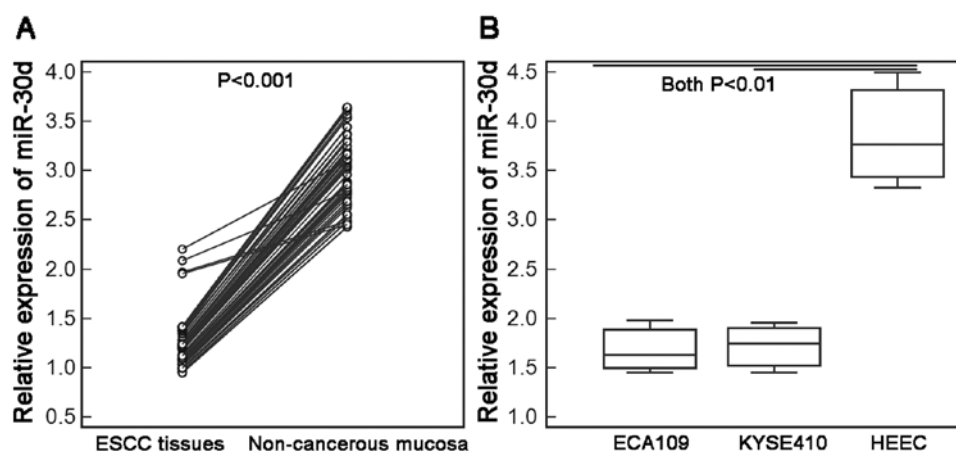 A
Relative expression of miR-30d
4.0
3.5
3.0
2.5
2.0
1.5
1.0
0.5
P<0.001
ESCC tissues Non-cancerous mucosa
B
Relative expression of miR-30d
4.5
4.0
3.5
3.0
2.5
2.0
1.5
1.0
Both P<0.01
ECA109 KYSE410 HEEC